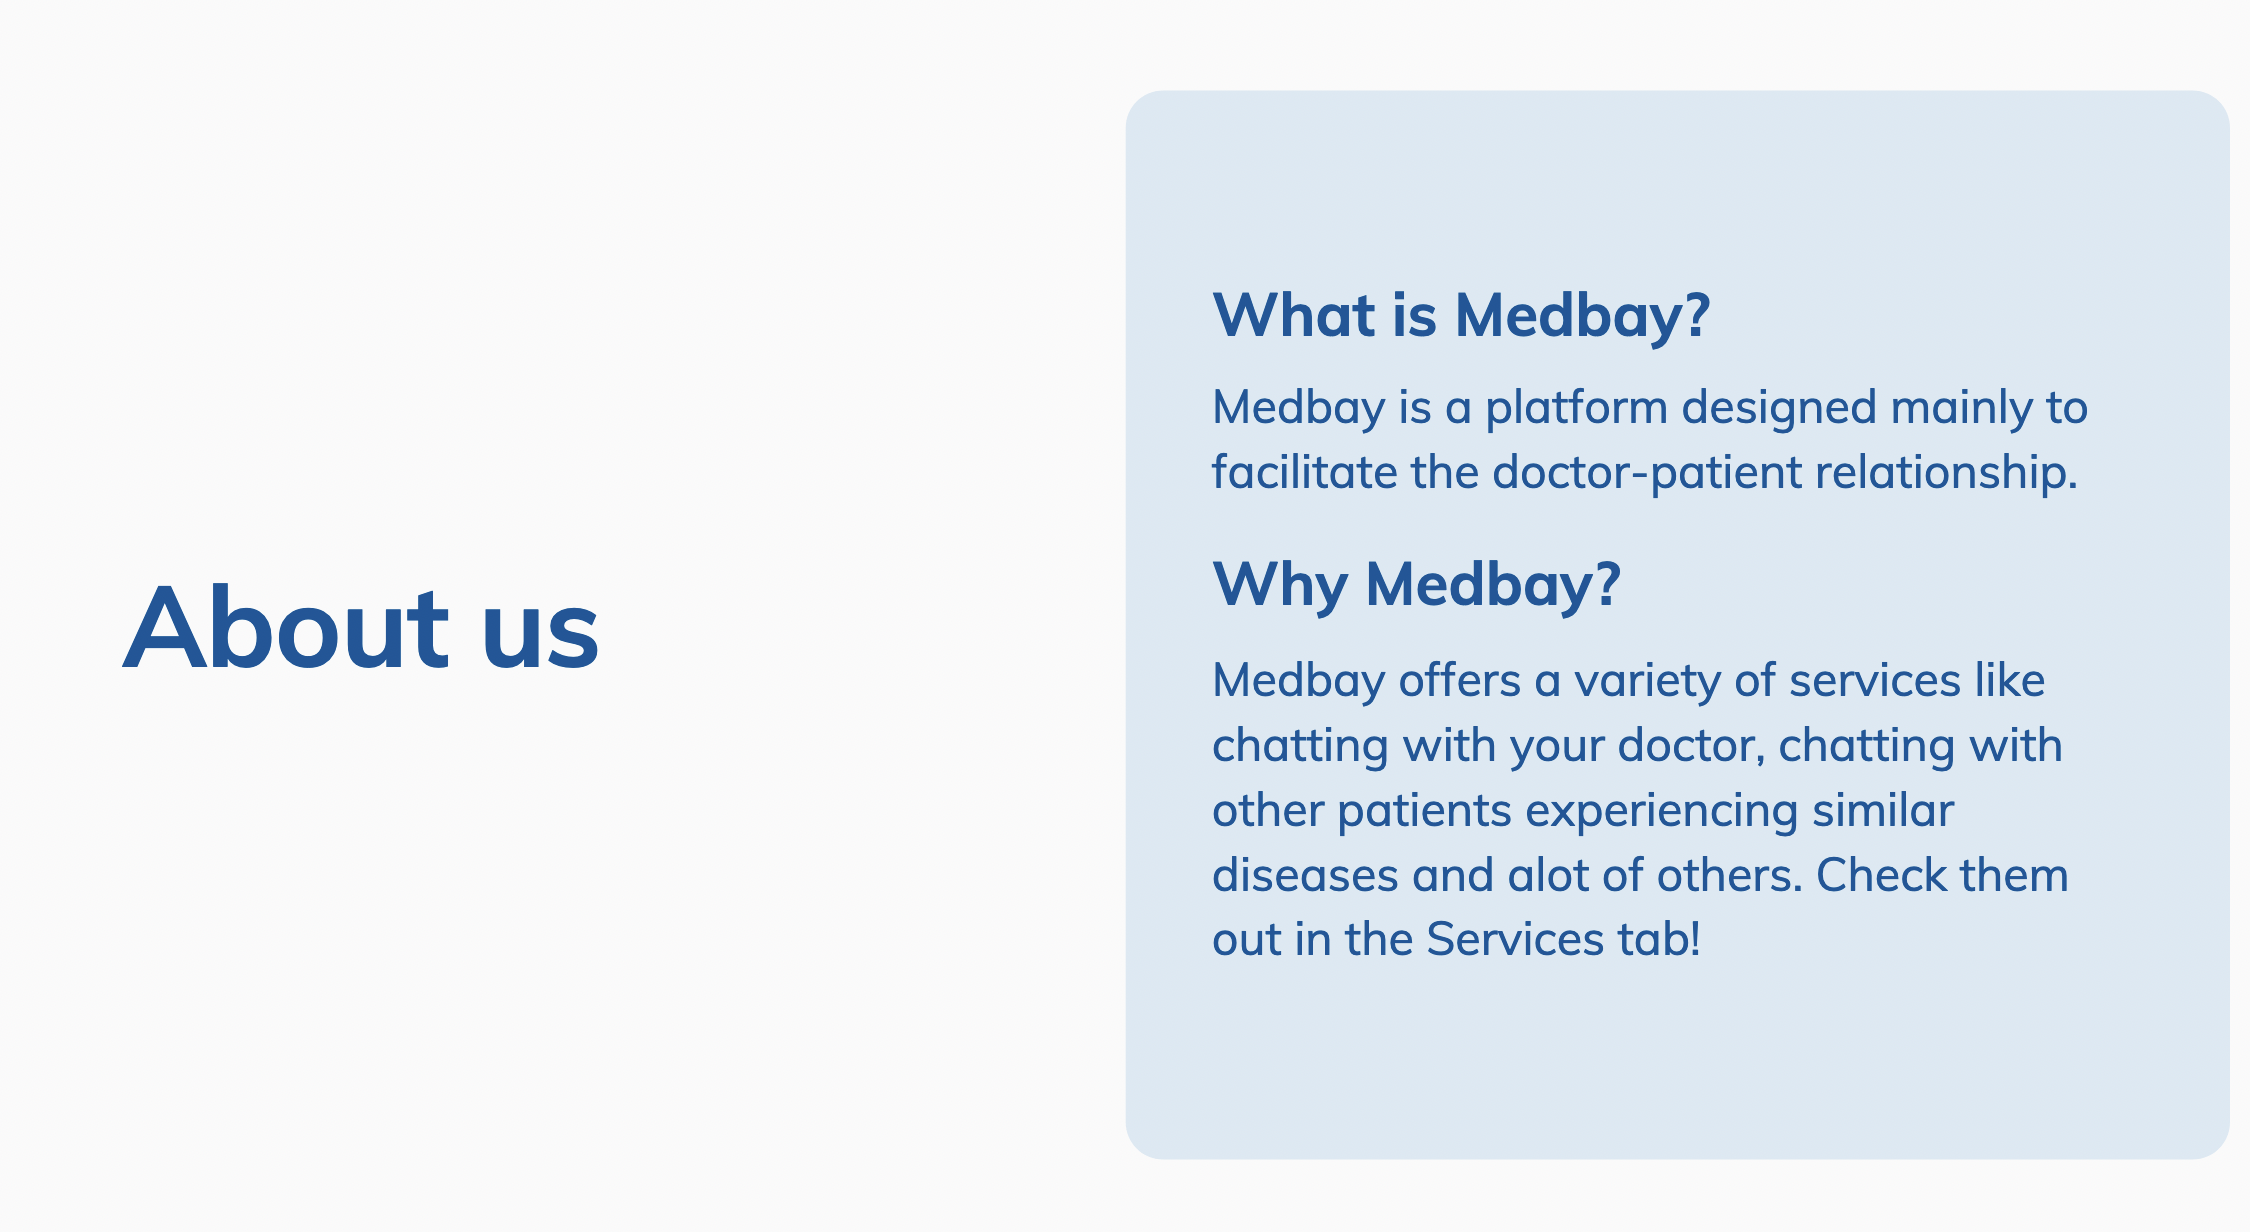 About us
What is Medbay?
Medbay is a platform designed mainly to
facilitate the doctor-patient relationship.
Why Medbay?
Medbay offers a variety of services like
chatting with your doctor, chatting with
other patients experiencing similar
diseases and alot of others. Check them
out in the Services tab!